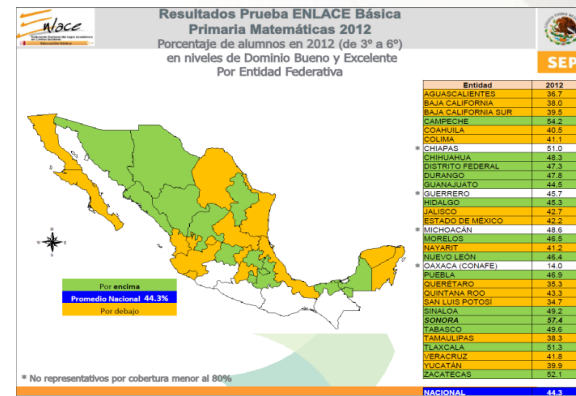 Resultados Prueba ENLACE Básica
Primaria Matemáticas 2012
Porcentaje de alumnos en 2012 (de 3º a 6º)
en niveles de Dominio Bueno y Excelente
Por Entidad Federativa
SEP
Entidad 2012
AGUASCALIENTES 36.7
BAJA CALIFORNIA 38.0
BAJA CALIFORNIA SUR 39.5
CAMPECHE 54.2
COAHUILA 40.5
COLIMA 41.1
* CHIAPAS 51.0
CHIHUAHUA 48.3
DISTRITO FEDERAL 47.3
DURANGO 47.8
GUANAJUATO 44.5
* GUERRERO 45.7
HIDALGO 45.3
JALISCO 42.7
ESTADO DE MÉXICO 42.2
* MICHOACÁN 48.6
MORELOS 46.5
NAYARIT 41.2
NUEVO LEÓN 46.4
* OAXACA (CONAFE) 14.0
PUEBLA 46.9
QUERÉTARO 35.3
QUINTANA ROO 43.3
SAN LUIS POTOSÍ 34.7
SINALOA 49.2
SONORA 57.4
TABASCO 49.6
TAMAULIPAS 38.3
TLAXCALA 51.3
VERACRUZ 41.8
YUCATÁN 39.9
ZACATECAS 52.1
NACIONAL 44.3
Por encima
Promedio Nacional 44.3%
Por debajo
* No representativos por cobertura menor al 80%